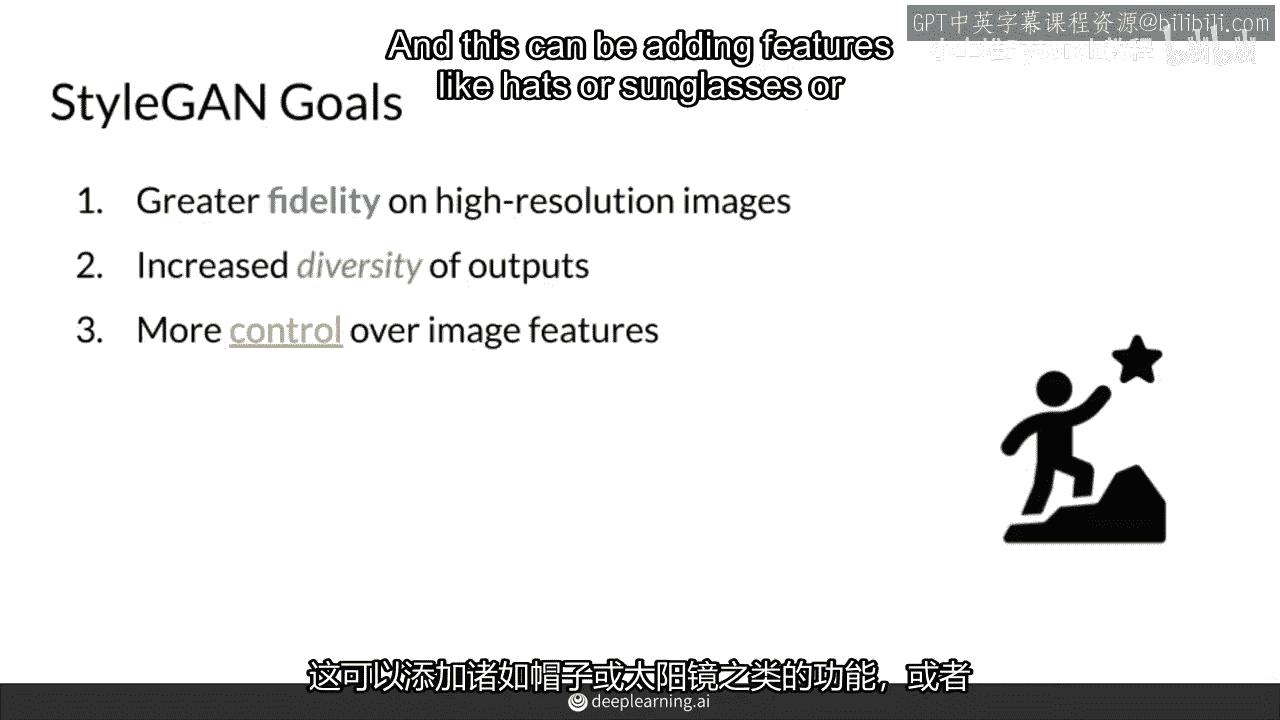 GPT中英字幕课程资源@bilibili.com
And this can be adding features
like hats or sunglasses or
StyleGAN Goals
1. Greater fidelity on high-resolution images
2. Increased diversity of outputs
3. More control over image features
这可以添加诸如帽子或太阳镜之类的功能，或者
deeplearning.ai